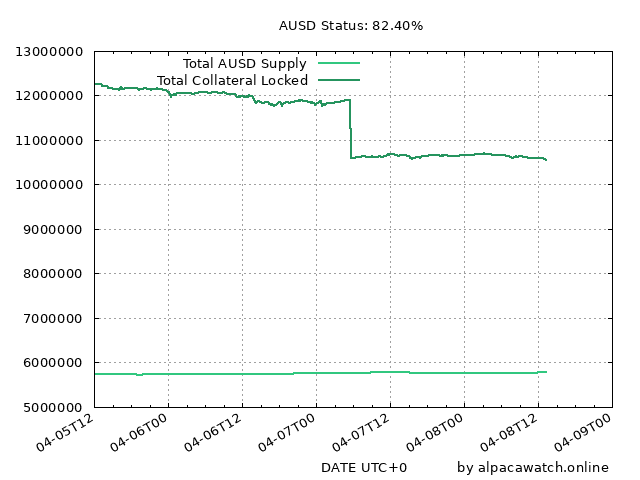 AUSD Status: 82.40%
Total AUSD Supply
Total Collateral Locked
13000000
12000000
11000000
10000000
9000000
8000000
7000000
6000000
5000000
04-05T12
04-06T00
04-06T12
04-07T00
04-07T12
04-08T00
04-08T12
04-09T00
DATE UTC+0
by alpacawatch.online